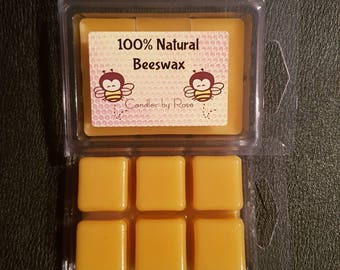 100% Natural
Beeswax
Candles by Rose